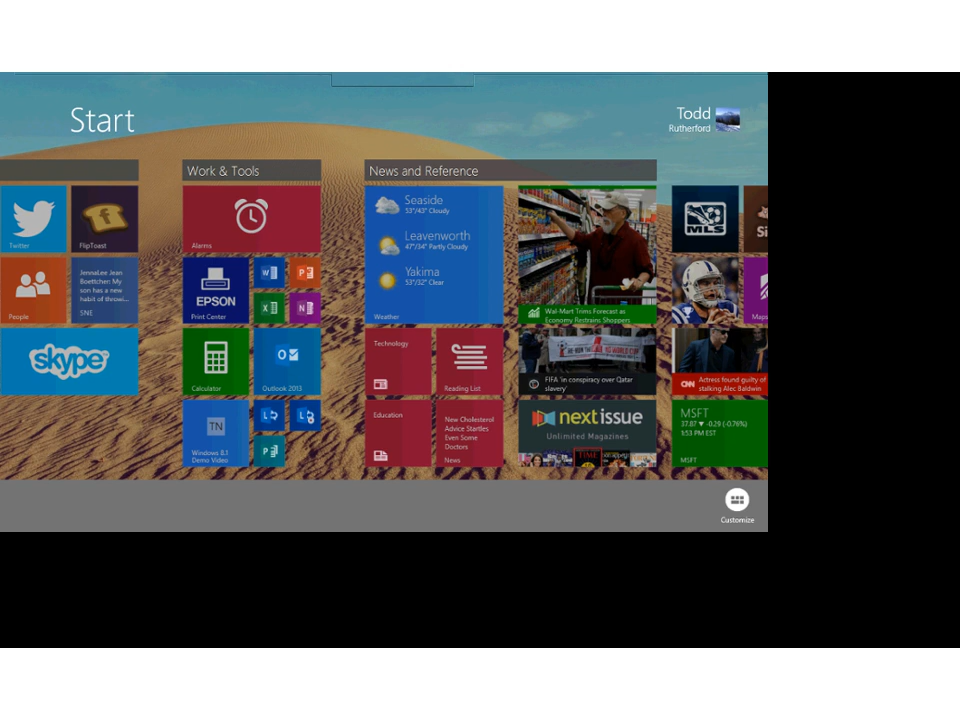 Start
Todd
Rutherford
Twitter
FlipToast
People
JennaLee Jean
Boettcher: My
son has a new
habit of throwi...
SNE
skype
Work & Tools
Alarms
EPSON
Print Center
Calculator
Outlook 2013
TN
Windows 8.1
Demo Video
News and Reference
Seaside
53°/43° Cloudy
Leavenworth
47°/34° Partly Cloudy
Yakima
53°/32° Clear
Weather
Wal-Mart Trims Forecast as
Economy Restrains Shoppers
Technology
Reading List
FIFA 'in conspiracy over Qatar
slavery'
Education
New Cholesterol
Advice Startles
Even Some
Doctors
News
nextissue
Unlimited Magazines
TIME
MLS
Si
Maps
CNN
Actress found guilty of
stalking Alec Baldwin
MSFT
37.87 ▼ -0.29 (-0.76%)
1:53 PM EST
MSFT
Customize